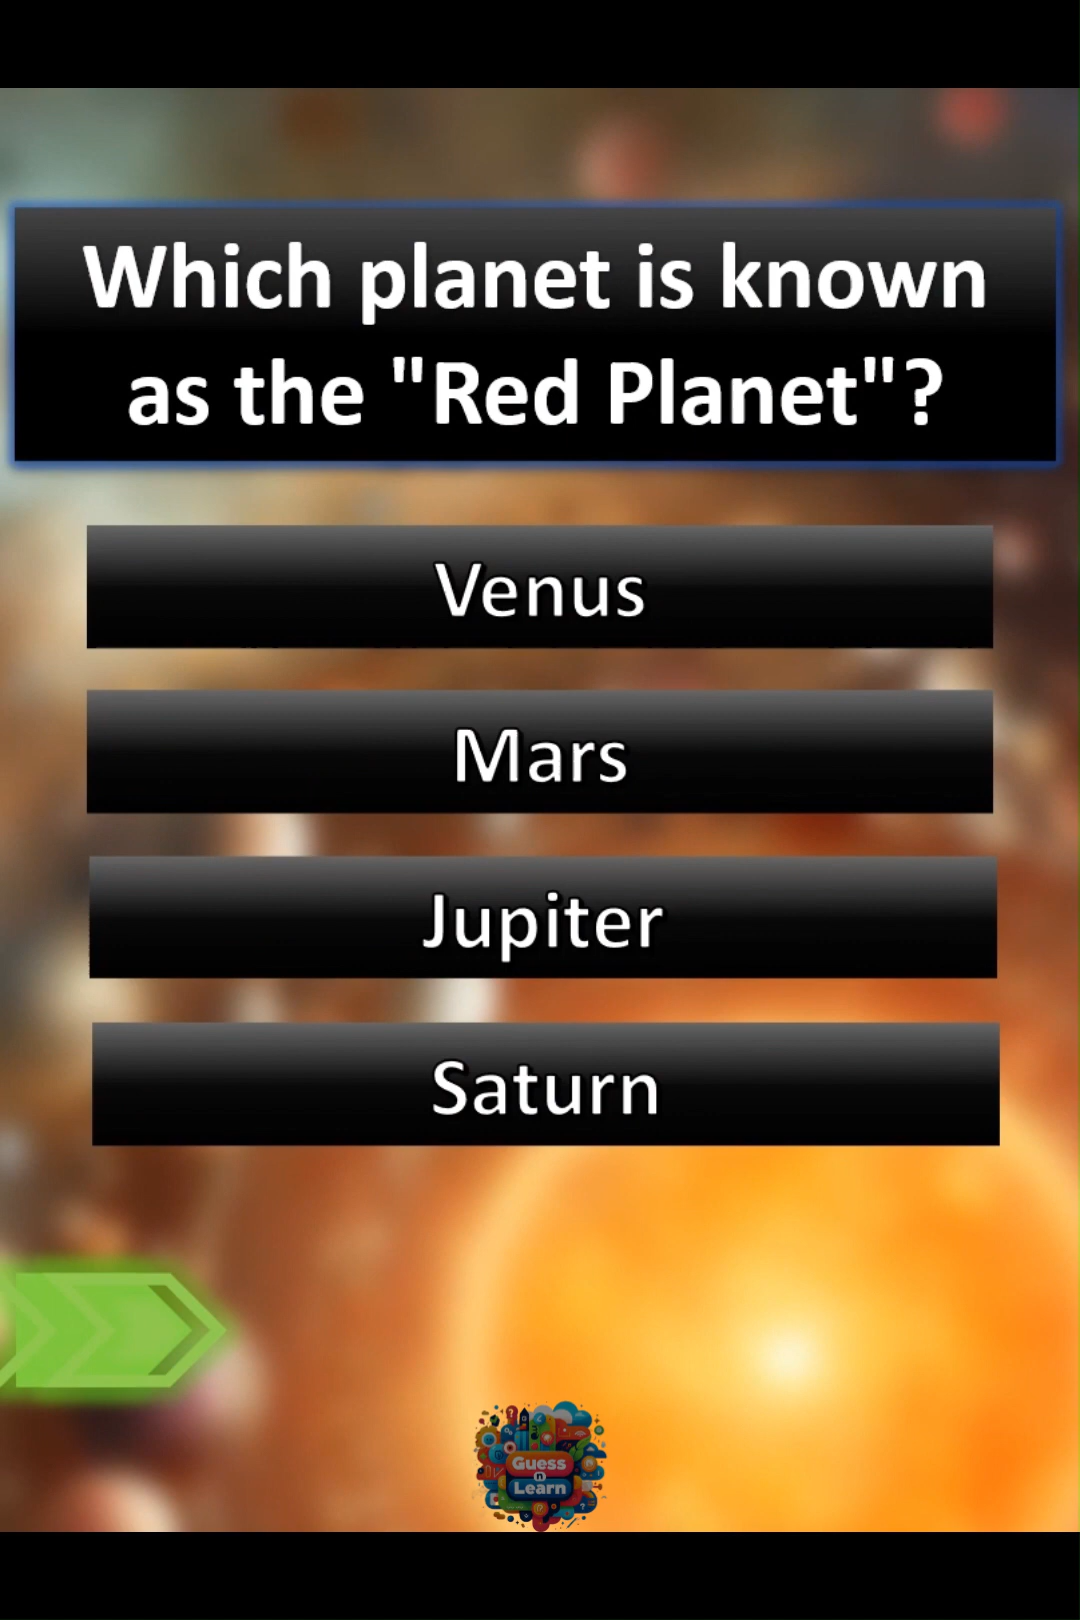 Which planet is known
as the "Red Planet"?
Venus
Mars
Jupiter
Saturn
Guess
n
Learn